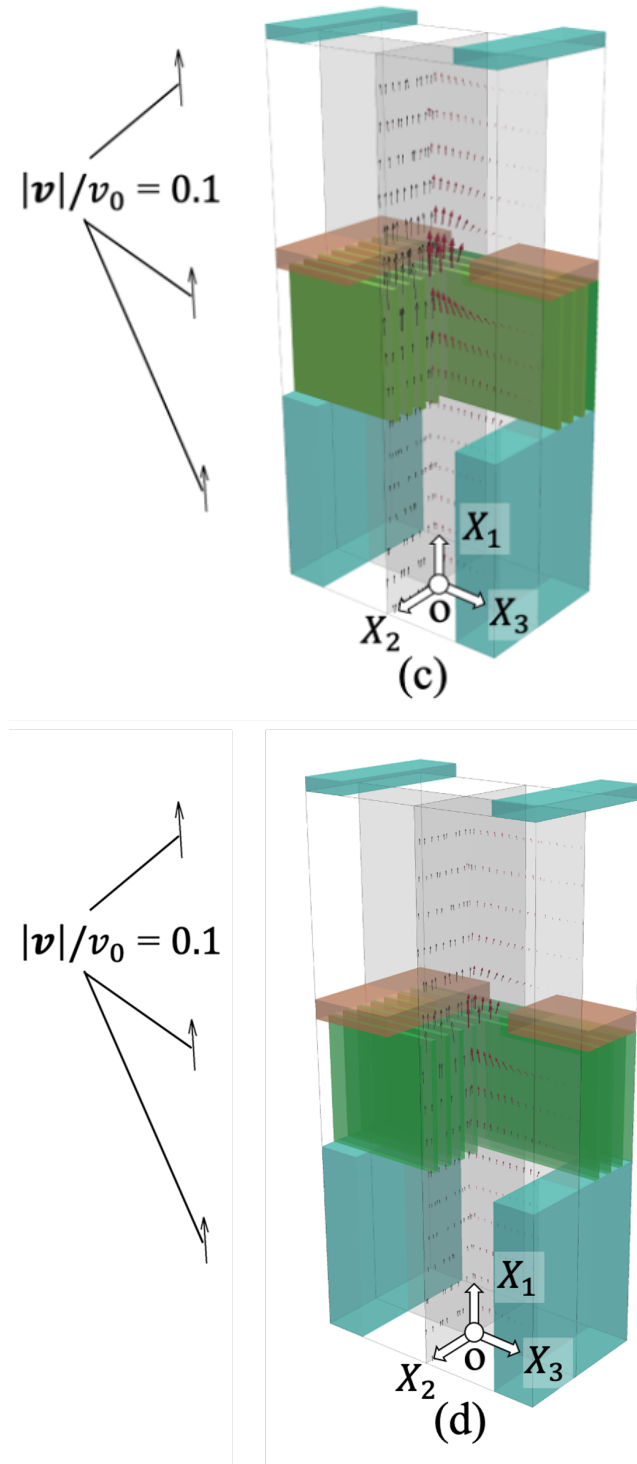 |𝒗|/v₀ = 0.1
X₁
O
X₃
X₂
(c)
|𝒗|/v₀ = 0.1
X₁
O
X₃
X₂
(d)